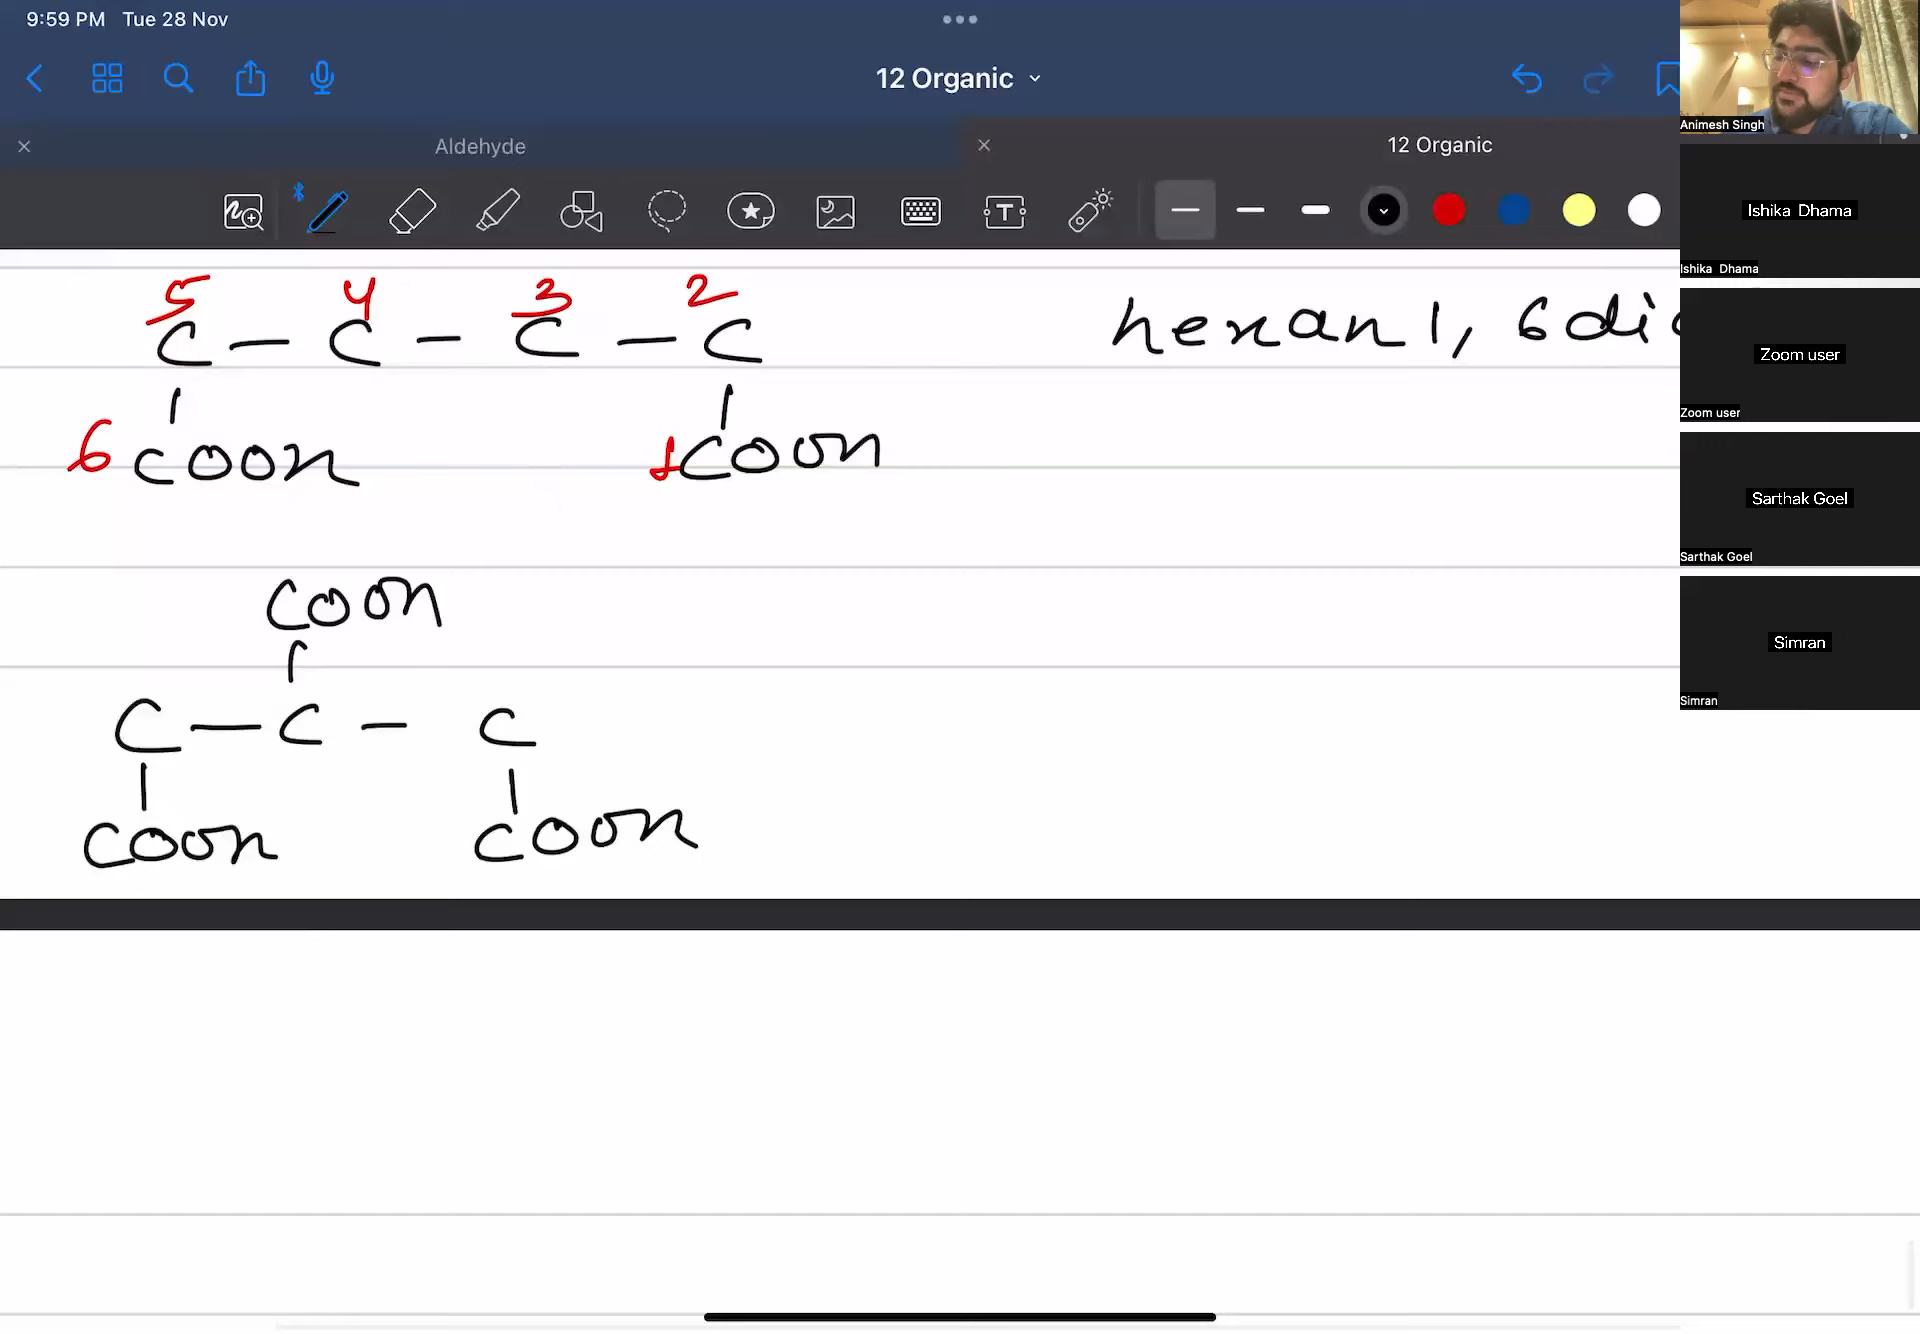 9:59 PM Tue 28 Nov
12 Organic
Aldehyde
12 Organic
Animesh Singh
Ishika Dhama
Ishika Dhama
Zoom user
Zoom user
Sarthak Goel
Sarthak Goel
Simran
Simran
5 4 3 2
C - C - C - C
hexan 1, 6 dic
6 COOH 1 COOH
COOH
C - C - C
COOH COOH